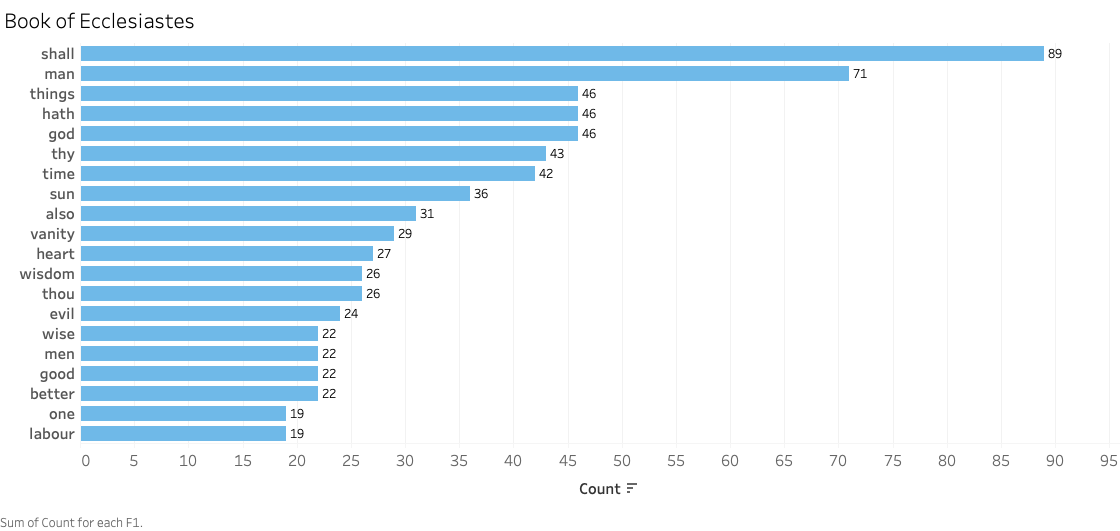 Book of Ecclesiastes
shall 89
man 71
things 46
hath 46
god 46
thy 43
time 42
sun 36
also 31
vanity 29
heart 27
wisdom 26
thou 26
evil 24
wise 22
men 22
good 22
better 22
one 19
labour 19
0 5 10 15 20 25 30 35 40 45 50 55 60 65 70 75 80 85 90 95
Count
Sum of Count for each F1.